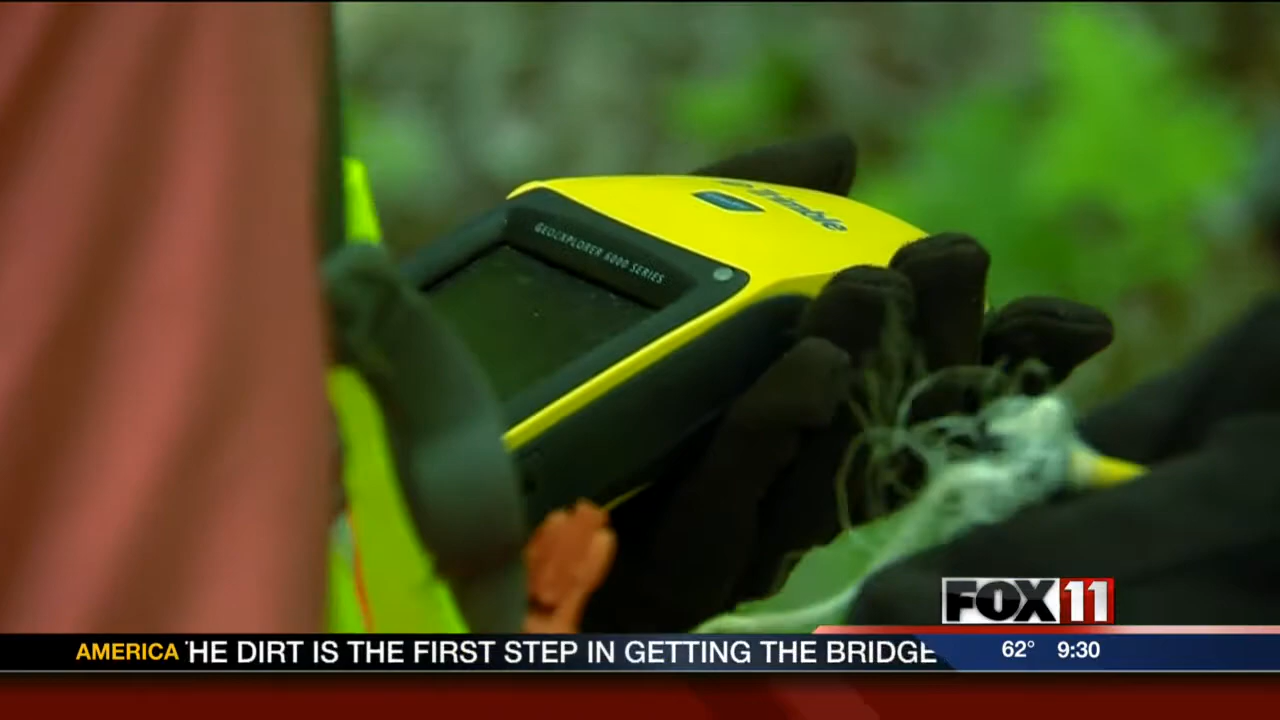 Trimble
GEOEXPLORER 6000 SERIES
FOX 11
AMERICA 'HE DIRT IS THE FIRST STEP IN GETTING THE BRIDGE
62° 9:30